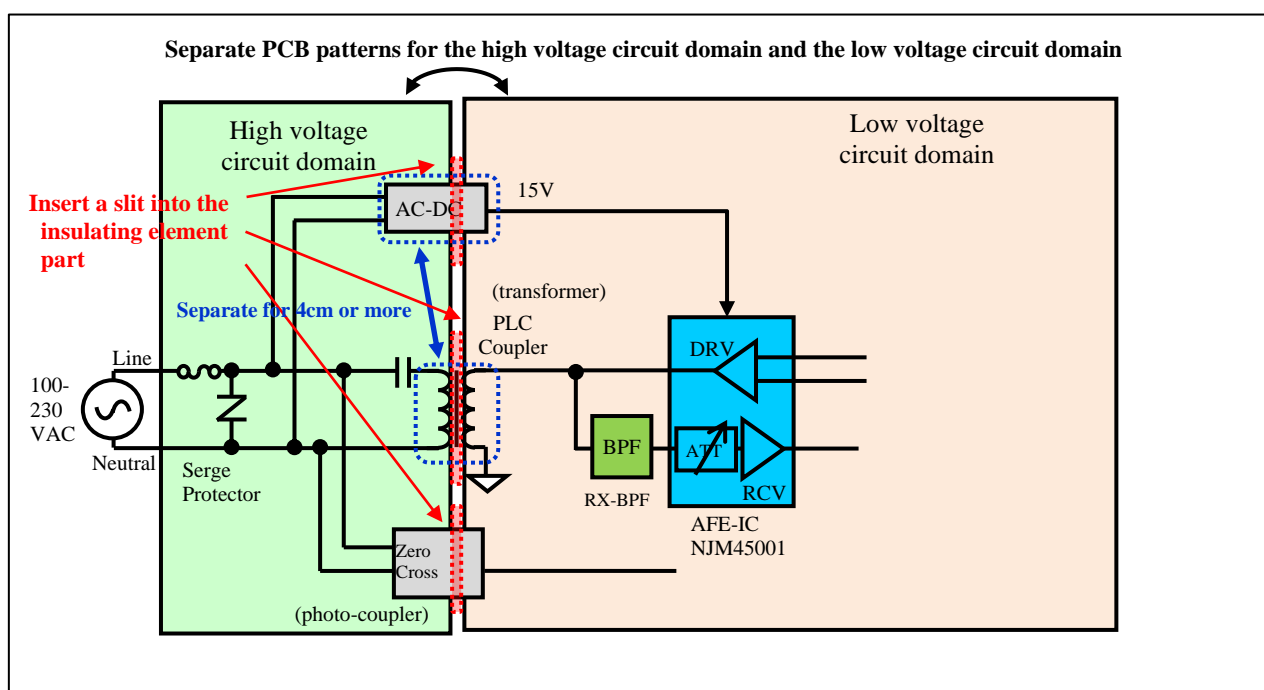 Separate PCB patterns for the high voltage circuit domain and the low voltage circuit domain
High voltage
circuit domain
Low voltage
circuit domain
Insert a slit into the
insulating element
part
AC-DC
15V
Separate for 4cm or more
(transformer)
PLC
Coupler
DRV
Line
100-
230
VAC
Neutral
Serge
Protector
BPF
RX-BPF
ATT
RCV
AFE-IC
NJM45001
Zero
Cross
(photo-coupler)